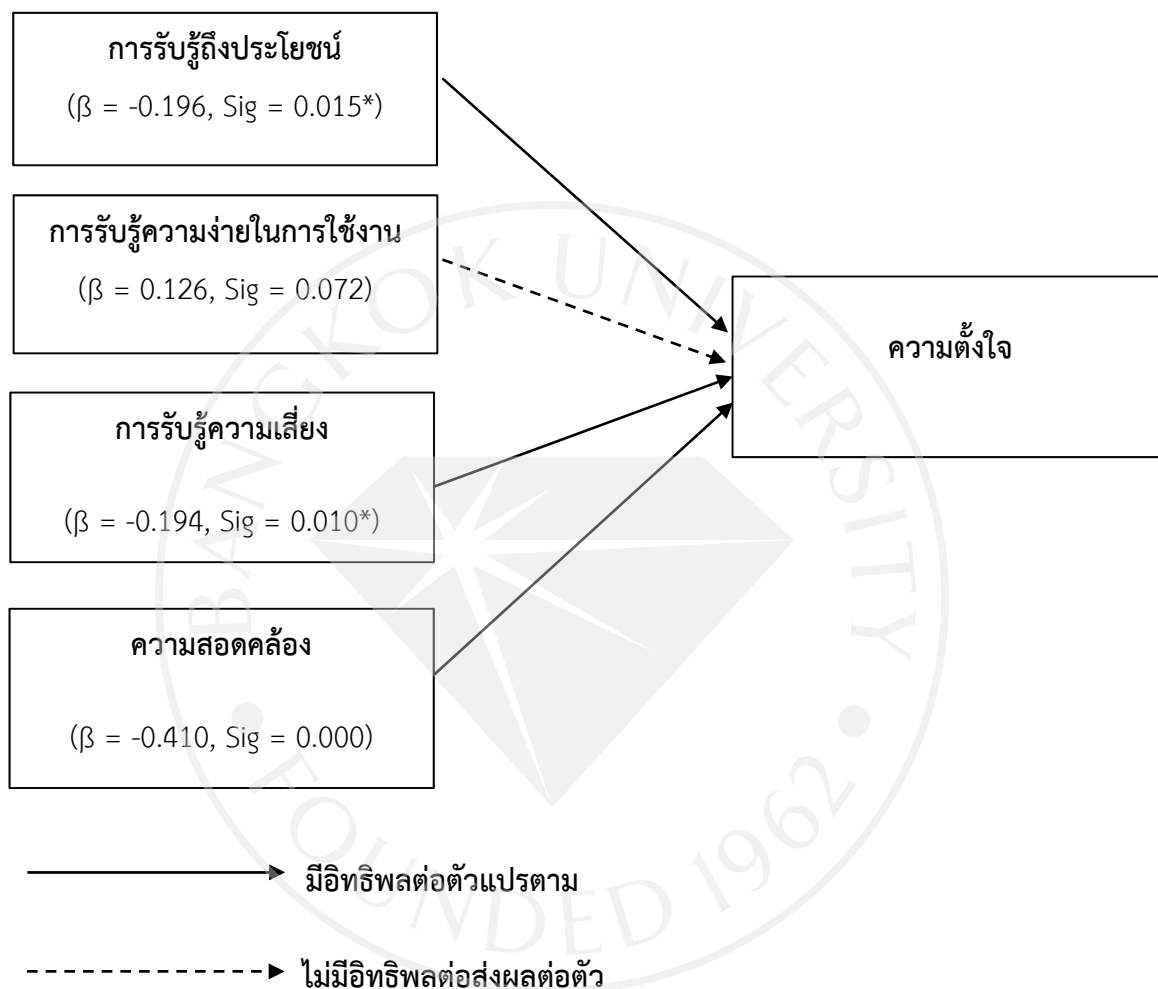 การรับรู้ถึงประโยชน์
(β = -0.196, Sig = 0.015*)
การรับรู้ความง่ายในการใช้งาน
(β = 0.126, Sig = 0.072)
ความตั้งใจ
การรับรู้ความเสี่ยง
(β = -0.194, Sig = 0.010*)
ความสอดคล้อง
(β = -0.410, Sig = 0.000)
มีอิทธิพลต่อตัวแปรตาม
ไม่มีอิทธิพลต่อส่งผลต่อตัว
BANGKOK UNIVERSITY
FOUNDED 1962